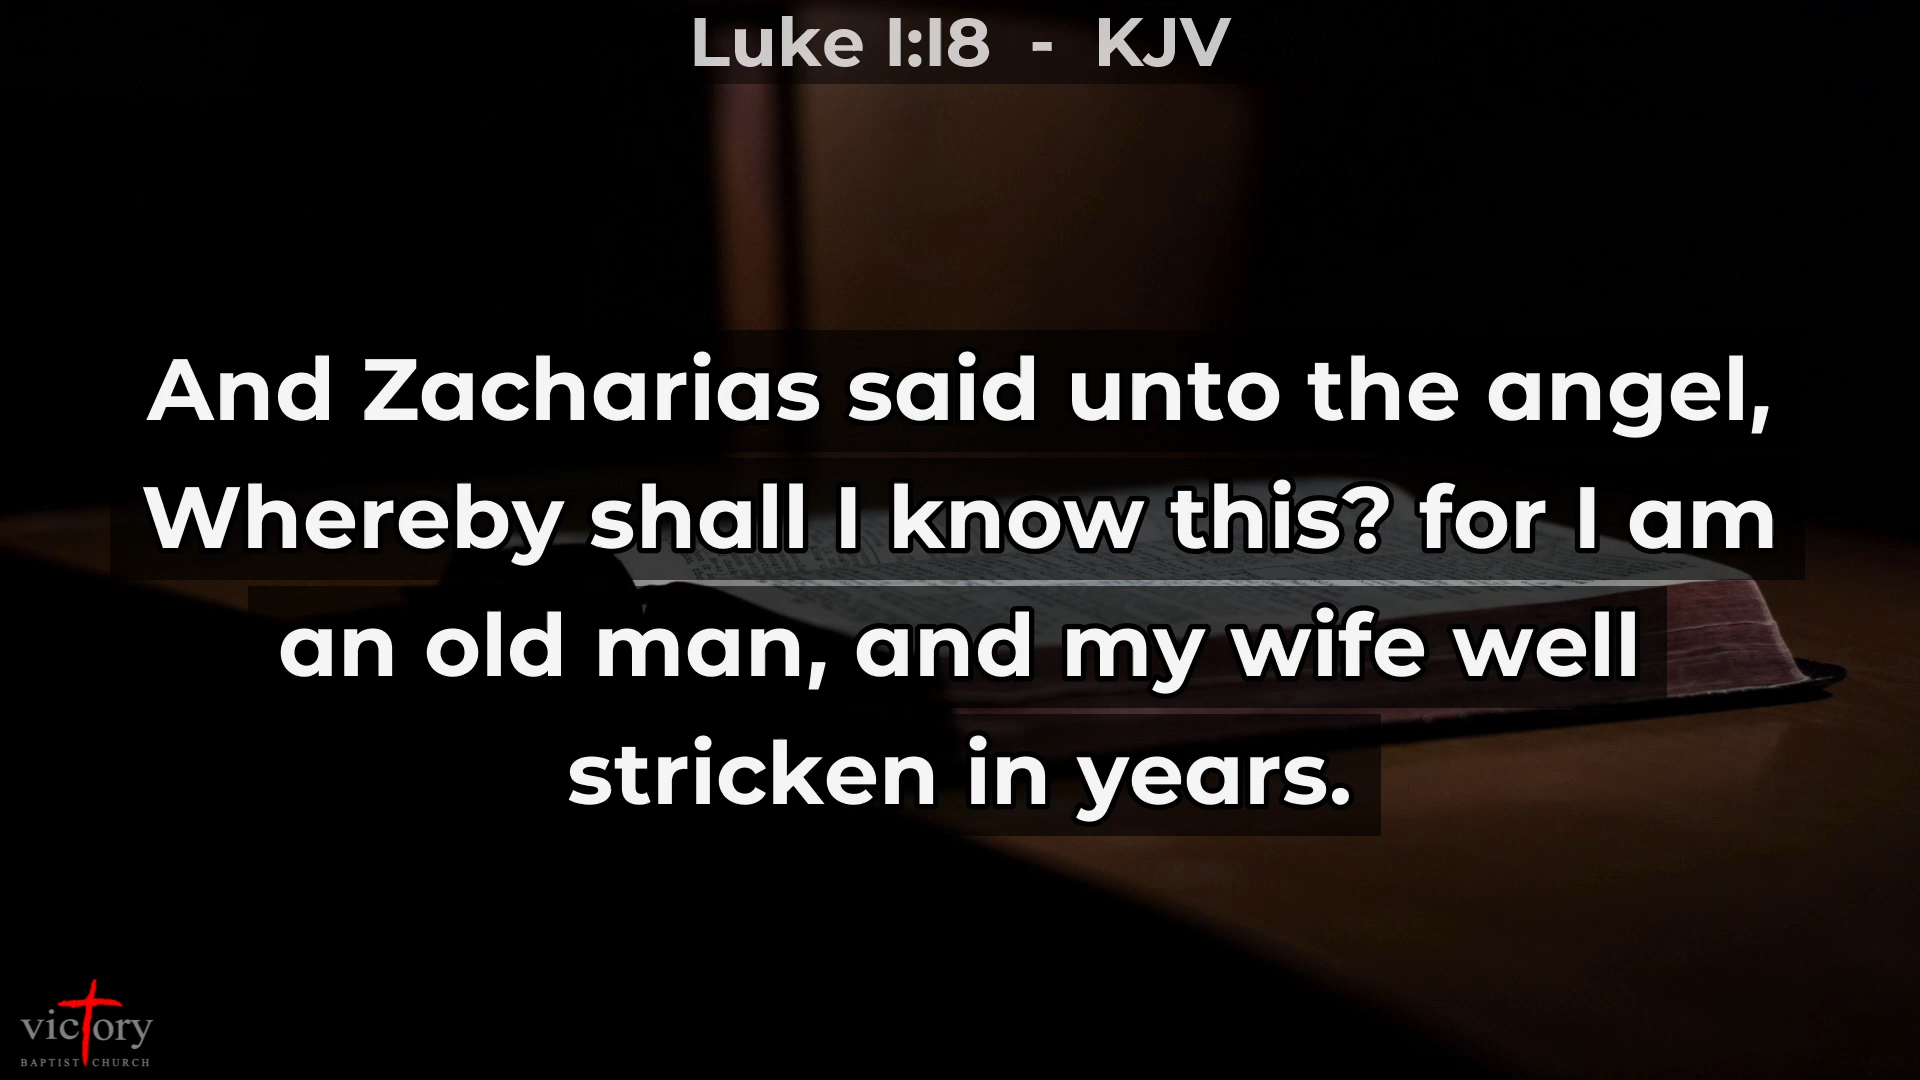 Luke 1:18 - KJV
And Zacharias said unto the angel,
Whereby shall I know this? for I am
an old man, and my wife well
stricken in years.
victory
BAPTIST CHURCH